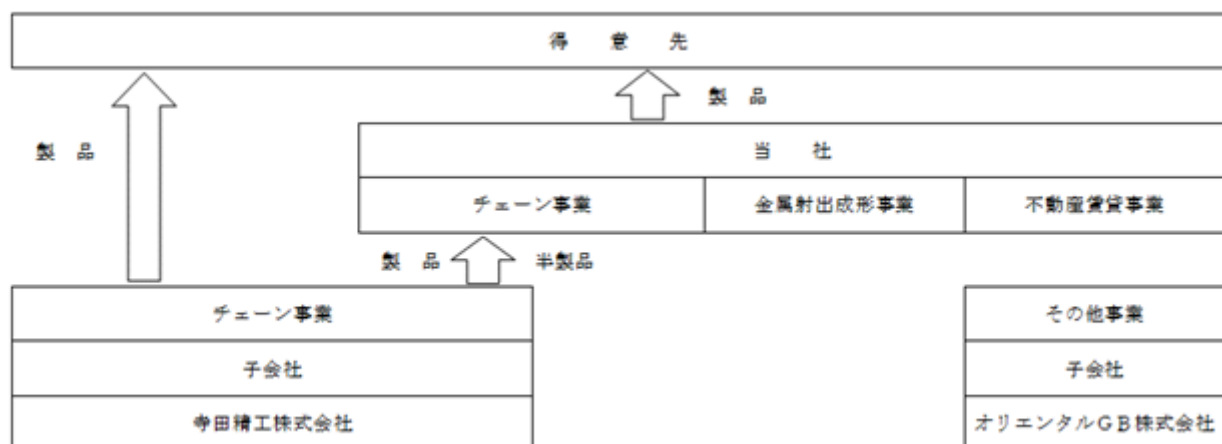 得 意 先
製 品
製 品
当 社
チェーン事業 金属射出成形事業 不動産賃貸事業
製 品 半製品
チェーン事業 その他事業
子会社 子会社
寺田精工株式会社 オリエンタルGB株式会社